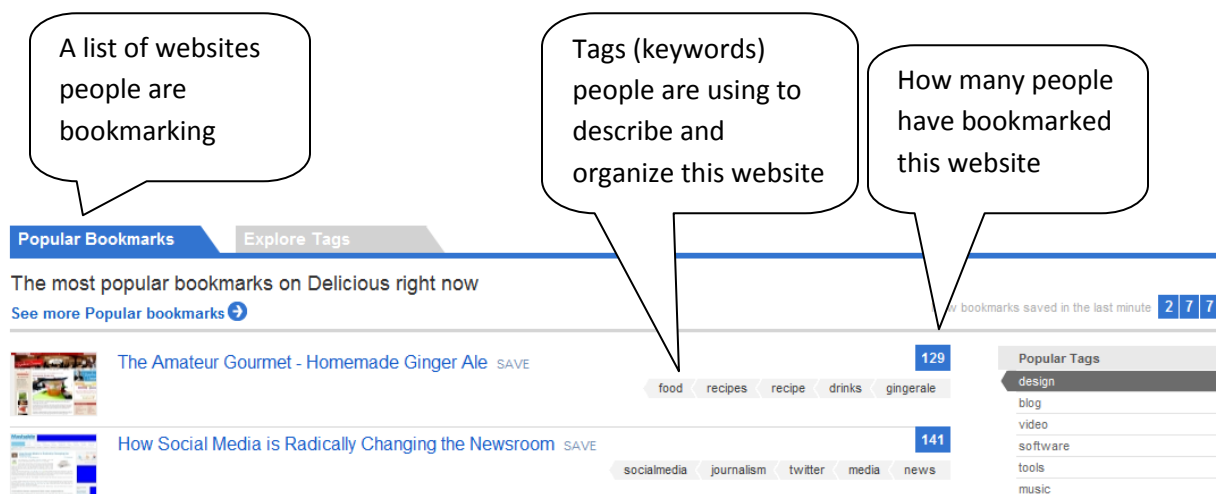 A list of websites
people are
bookmarking
Tags (keywords)
people are using to
describe and
organize this website
How many people
have bookmarked
this website
Popular Bookmarks
Explore Tags
The most popular bookmarks on Delicious right now
See more Popular bookmarks
bookmarks saved in the last minute 2 7 7
The Amateur Gourmet - Homemade Ginger Ale SAVE
129
food recipes recipe drinks gingerale
How Social Media is Radically Changing the Newsroom SAVE
141
socialmedia journalism twitter media news
Popular Tags
design
blog
video
software
tools
music